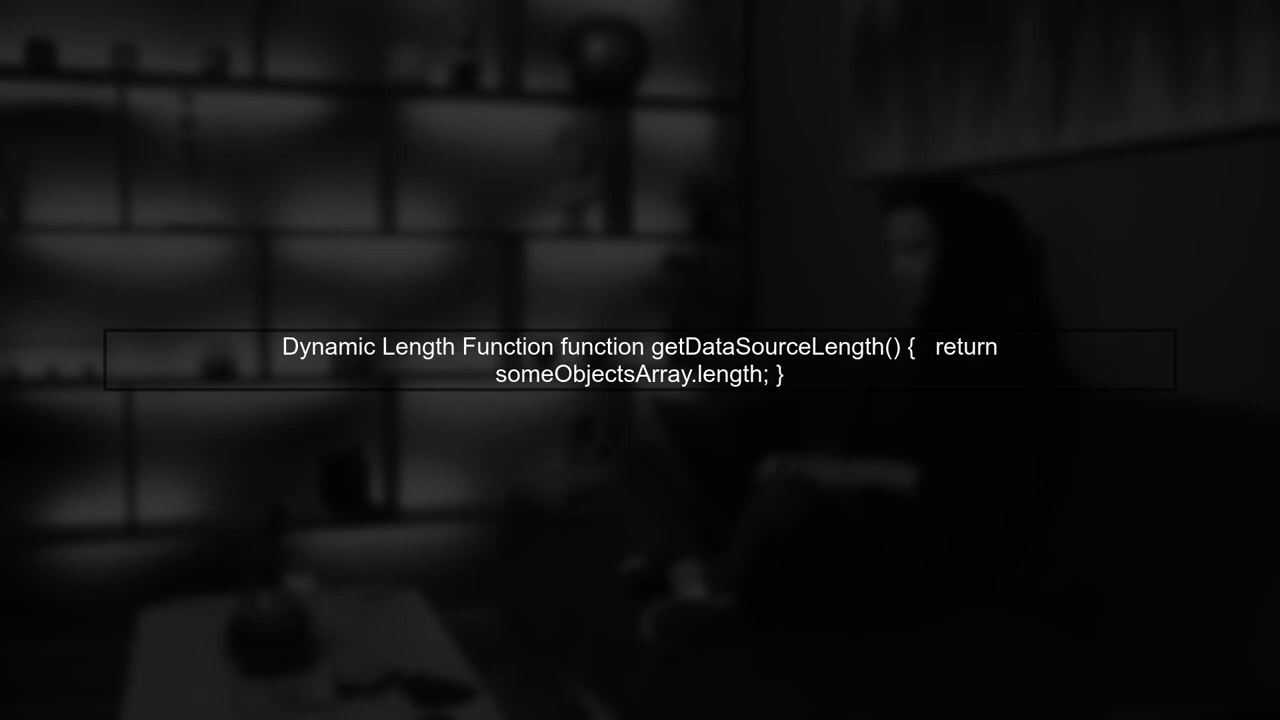 Dynamic Length Function function getDataSourceLength() {   return
someObjectsArray.length; }